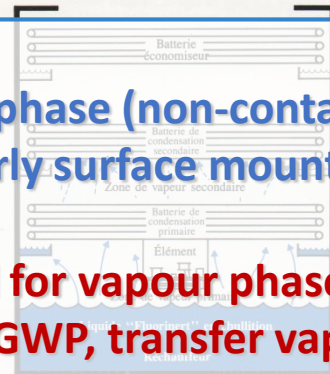 Batterie
économiseur
phase (non-conta
Batterie de
condensation
secondaire
rly surface mount
Zone de vapeur secondaire
Batterie de
condensation
primaire
Élément
for vapour phase
GWP, transfer vap
Réchauffeur